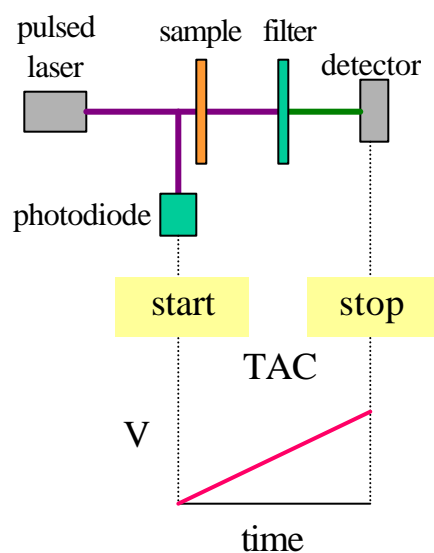 pulsed
laser
sample
filter
detector
photodiode
start
stop
TAC
V
time